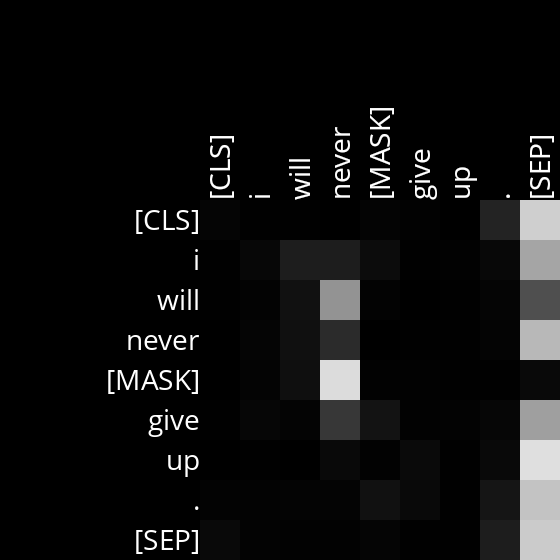 [CLS] i will never [MASK] give up . [SEP]
[CLS]
i
will
never
[MASK]
give
up
.
[SEP]